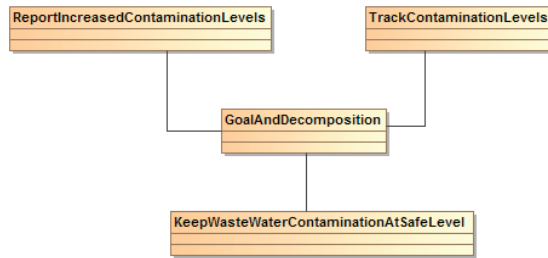 ReportIncreasedContaminationLevels
TrackContaminationLevels
GoalAndDecomposition
KeepWasteWaterContaminationAtSafeLevel